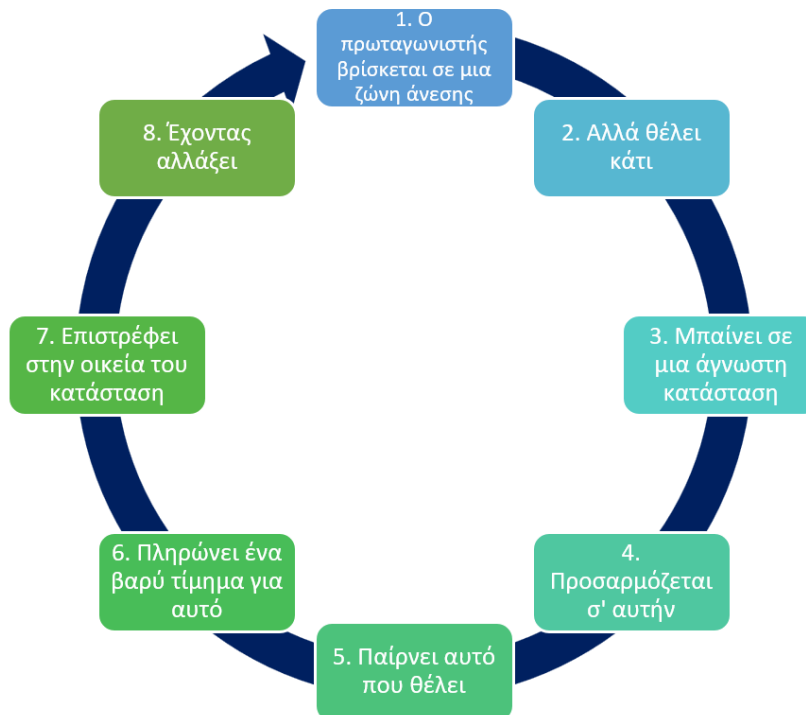 1. Ο
πρωταγωνιστής
βρίσκεται σε μια
ζώνη άνεσης
2. Αλλά θέλει
κάτι
3. Μπαίνει σε
μια άγνωστη
κατάσταση
4.
Προσαρμόζεται
σ' αυτήν
5. Παίρνει αυτό
που θέλει
6. Πληρώνει ένα
βαρύ τίμημα για
αυτό
7. Επιστρέφει
στην οικεία του
κατάσταση
8. Έχοντας
αλλάξει